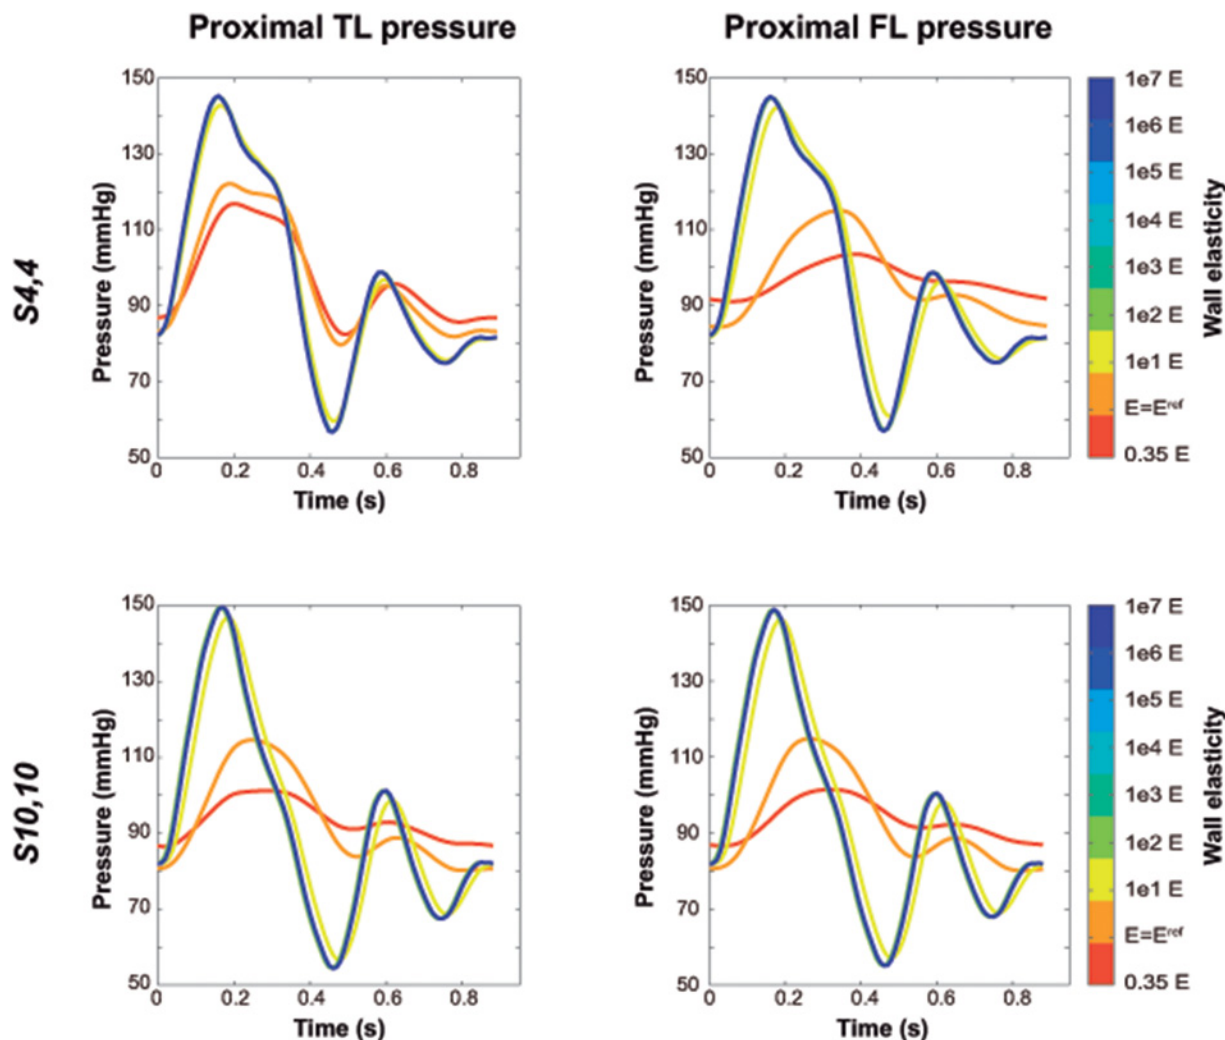 Proximal TL pressure
Proximal FL pressure
S4,4
Pressure (mmHg)
150
130
110
90
70
50
0 0.2 0.4 0.6 0.8
Time (s)
Pressure (mmHg)
150
130
110
90
70
50
0 0.2 0.4 0.6 0.8
Time (s)
1e7 E
1e6 E
1e5 E
1e4 E
1e3 E
1e2 E
1e1 E
E=Eʳᵉᶠ
0.35 E
Wall elasticity
S10,10
Pressure (mmHg)
150
130
110
90
70
50
0 0.2 0.4 0.6 0.8
Time (s)
Pressure (mmHg)
150
130
110
90
70
50
0 0.2 0.4 0.6 0.8
Time (s)
1e7 E
1e6 E
1e5 E
1e4 E
1e3 E
1e2 E
1e1 E
E=Eʳᵉᶠ
0.35 E
Wall elasticity